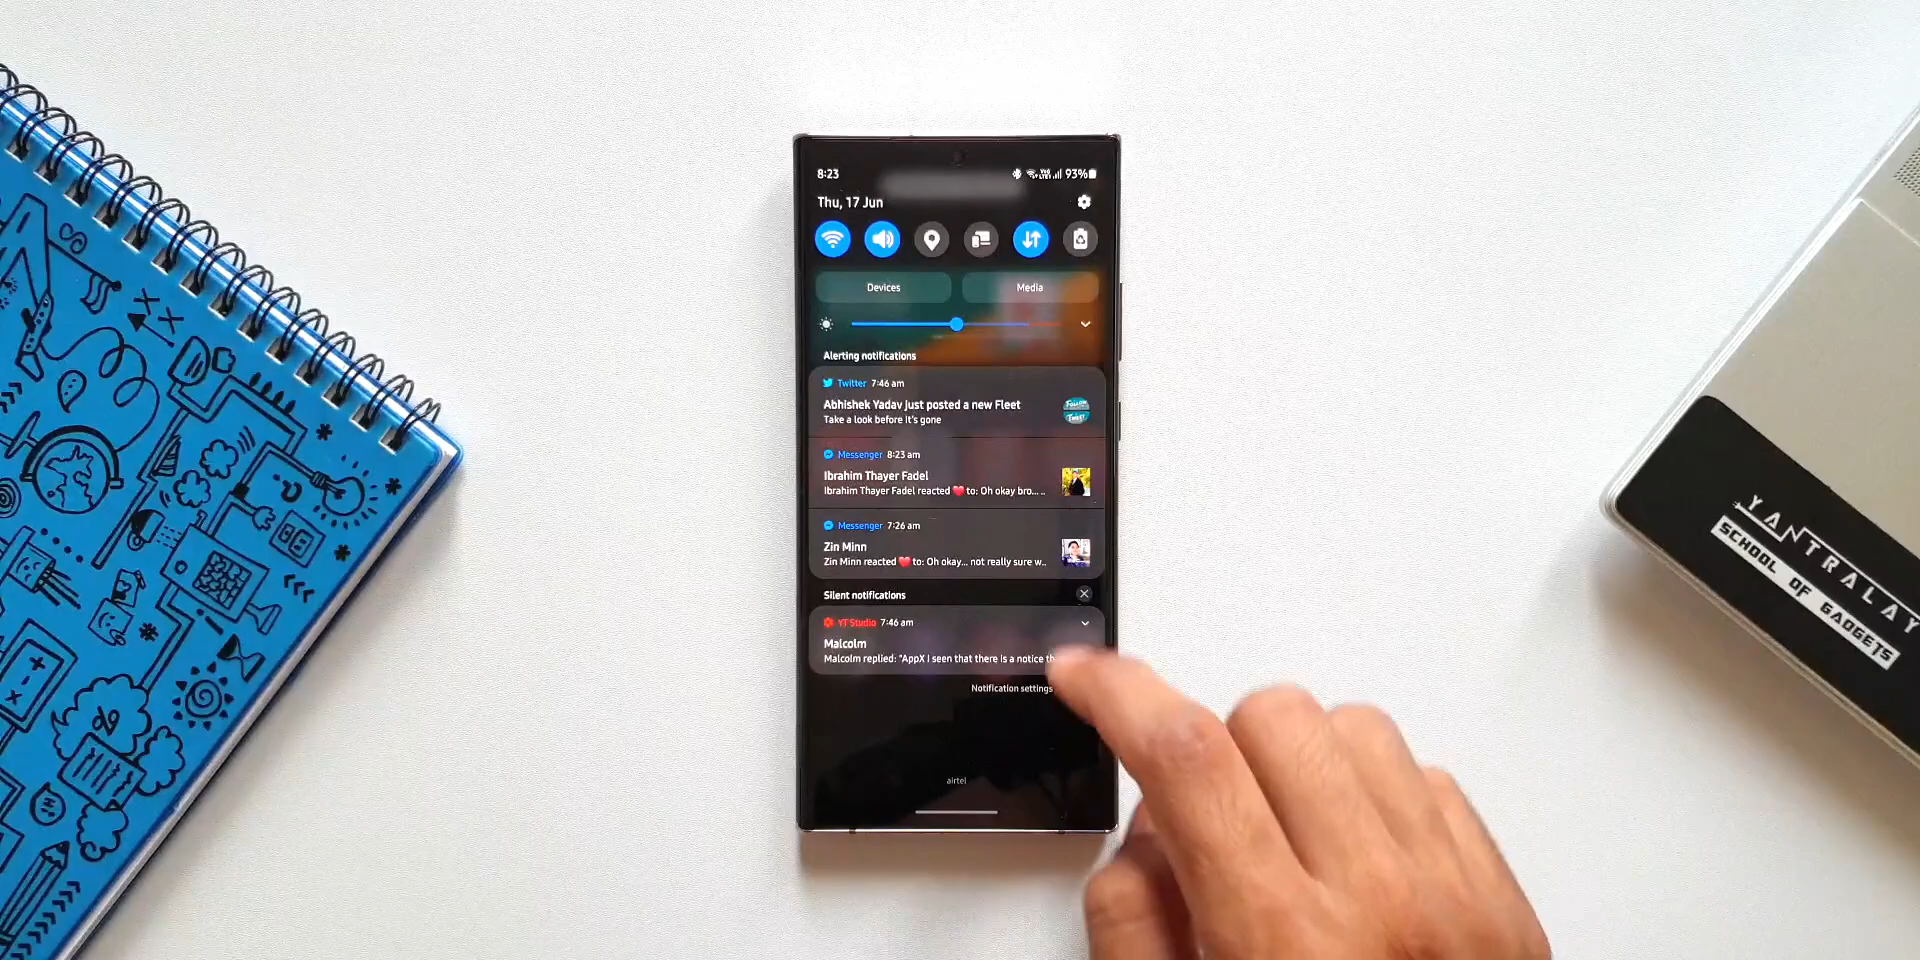 8:23
93%
Thu, 17 Jun
Devices
Media
Alerting notifications
Twitter 7:46 am
Abhishek Yadav just posted a new Fleet
Take a look before it's gone
FOLLOW
TWEET
Messenger 8:23 am
Ibrahim Thayer Fadel
Ibrahim Thayer Fadel reacted ❤️ to: Oh okay bro... ..
Messenger 7:26 am
Zin Minn
Zin Minn reacted ❤️ to: Oh okay... not really sure w..
Silent notifications
YT Studio 7:46 am
Malcolm
Malcolm replied: "AppX I seen that there is a notice th
Notification settings
airtel
YANTRALAY
SCHOOL OF GADGETS